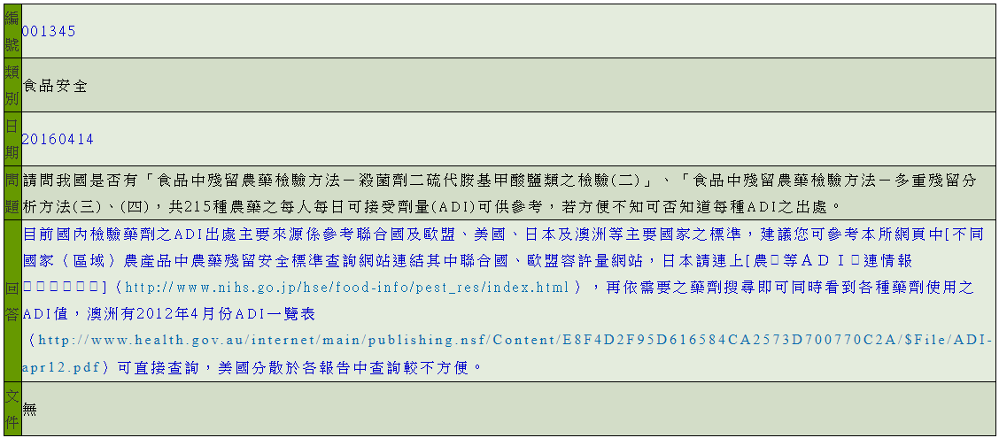 編號
001345
類別
食品安全
日期
20160414
問題
請問我國是否有「食品中殘留農藥檢驗方法－殺菌劑二硫代胺基甲酸鹽類之檢驗(二)」、「食品中殘留農藥檢驗方法－多重殘留分
析方法(三)、(四)，共215種農藥之每人每日可接受劑量(ADI)可供參考，若方便不知可否知道每種ADI之出處。
回答
目前國內檢驗藥劑之ADI出處主要來源係參考聯合國及歐盟、美國、日本及澳洲等主要國家之標準，建議您可參考本所網頁中[不同
國家（區域）農產品中農藥殘留安全標準查詢網站連結其中聯合國、歐盟容許量網站，日本請連上[農等ＡＤＩ連情報
]（http://www.nihs.go.jp/hse/food-info/pest_res/index.html），再依需要之藥劑搜尋即可同時看到各種藥劑使用之
ADI值，澳洲有2012年4月份ADI一覽表
（http://www.health.gov.au/internet/main/publishing.nsf/Content/E8F4D2F95D616584CA2573D700770C2A/$File/ADI-
apr12.pdf）可直接查詢，美國分散於各報告中查詢較不方便。
文件
無